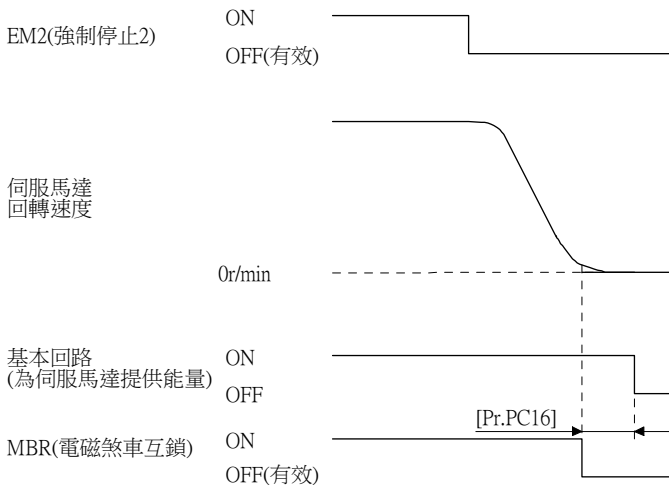 EM2(強制停止2)
ON
OFF(有效)
伺服馬達
回轉速度
0r/min
基本回路
(為伺服馬達提供能量)
ON
OFF
[Pr.PC16]
MBR(電磁煞車互鎖)
ON
OFF(有效)